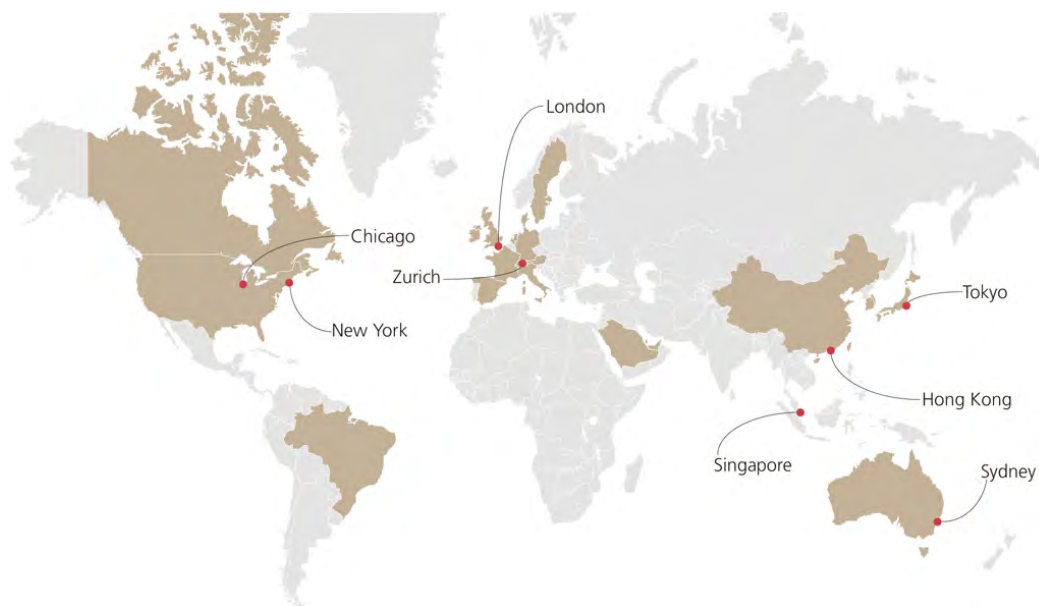 London
Chicago
Zurich
Tokyo
New York
Hong Kong
Singapore
Sydney